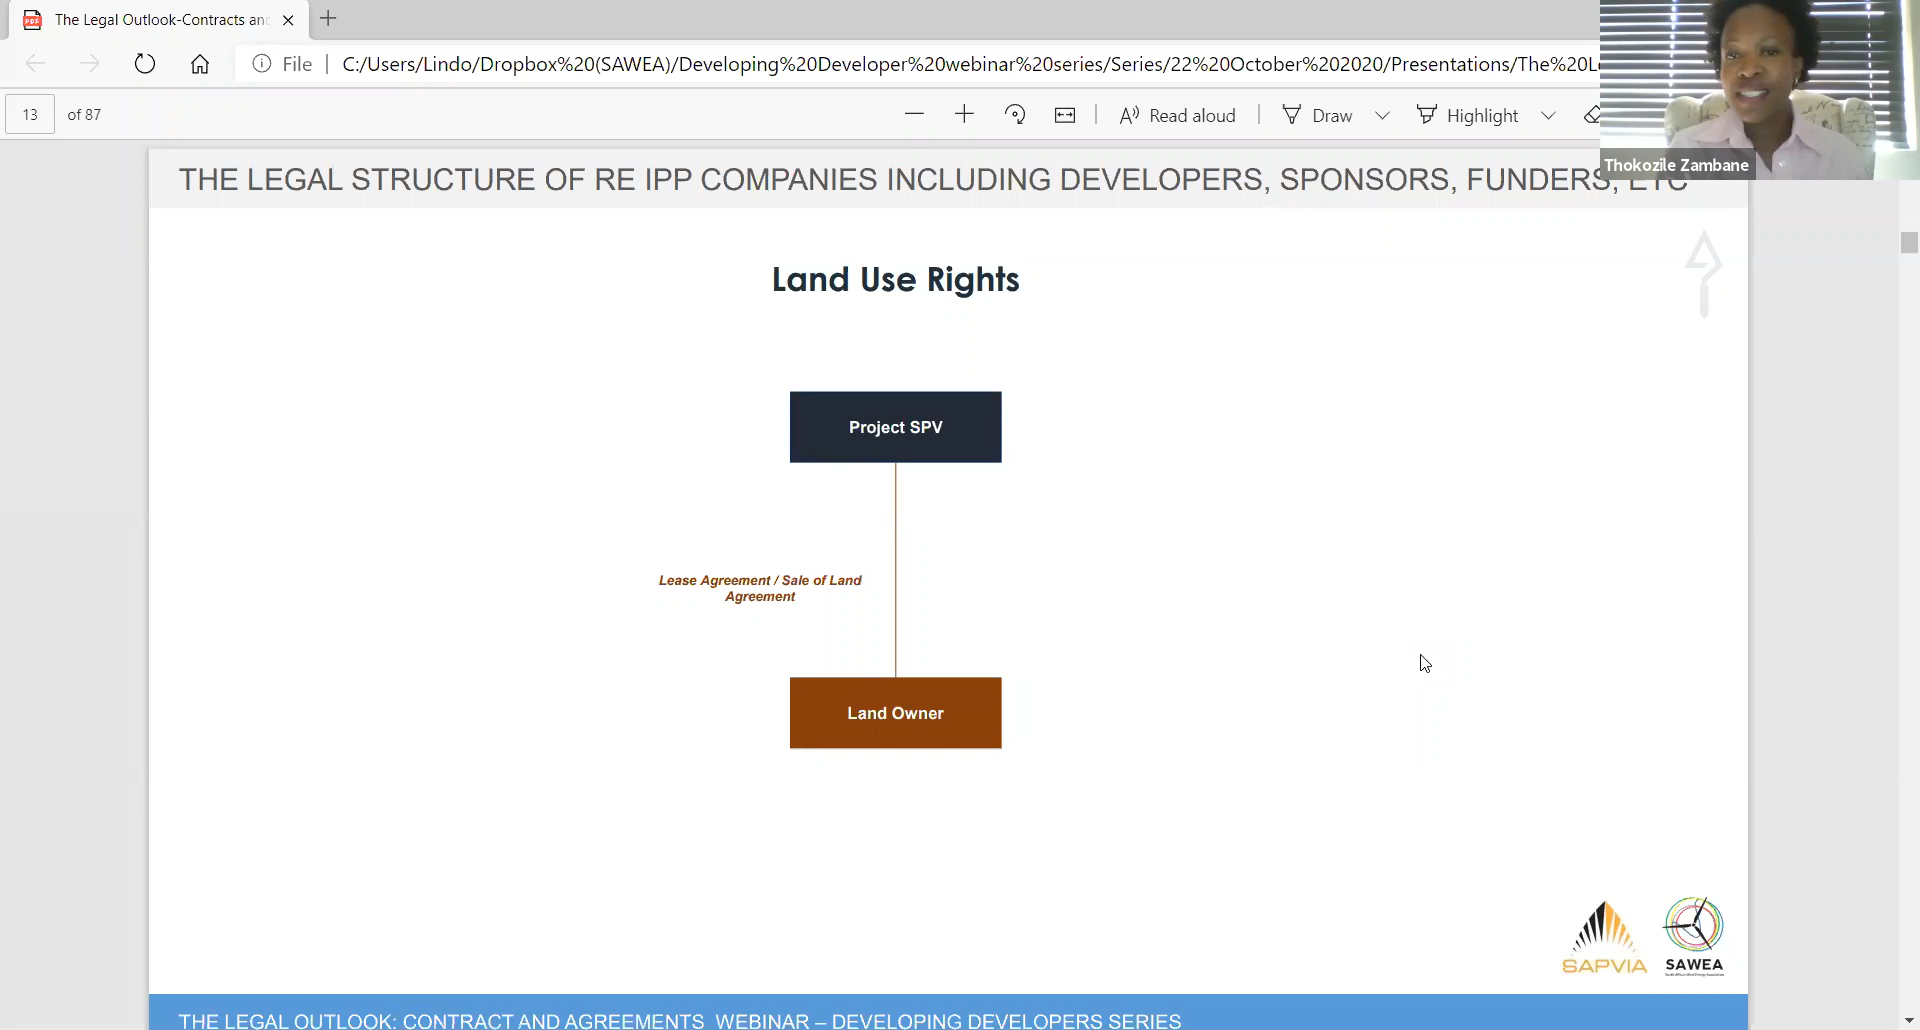 The Legal Outlook-Contracts and
File
C:/Users/Lindo/Dropbox%20(SAWEA)/Developing%20Developer%20webinar%20series/Series/22%20October%202020/Presentations/The%20Le
13 of 87
Read aloud
Draw
Highlight
Thokozile Zambane
THE LEGAL STRUCTURE OF RE IPP COMPANIES INCLUDING DEVELOPERS, SPONSORS, FUNDERS, ETC
Land Use Rights
Project SPV
Lease Agreement / Sale of Land
Agreement
Land Owner
SAPVIA
SAWEA
THE LEGAL OUTLOOK: CONTRACT AND AGREEMENTS WEBINAR – DEVELOPING DEVELOPERS SERIES